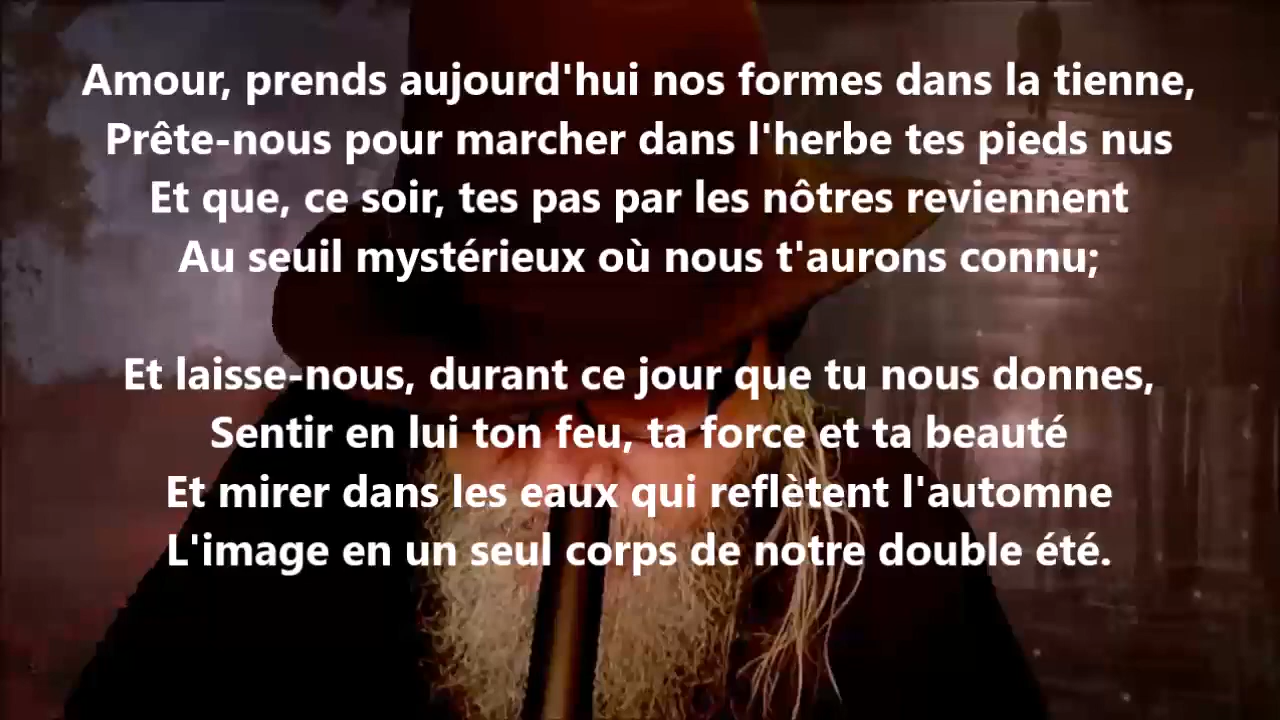 Amour, prends aujourd'hui nos formes dans la tienne,
Prête-nous pour marcher dans l'herbe tes pieds nus
Et que, ce soir, tes pas par les nôtres reviennent
Au seuil mystérieux où nous t'aurons connu;
Et laisse-nous, durant ce jour que tu nous donnes,
Sentir en lui ton feu, ta force et ta beauté
Et mirer dans les eaux qui reflètent l'automne
L'image en un seul corps de notre double été.